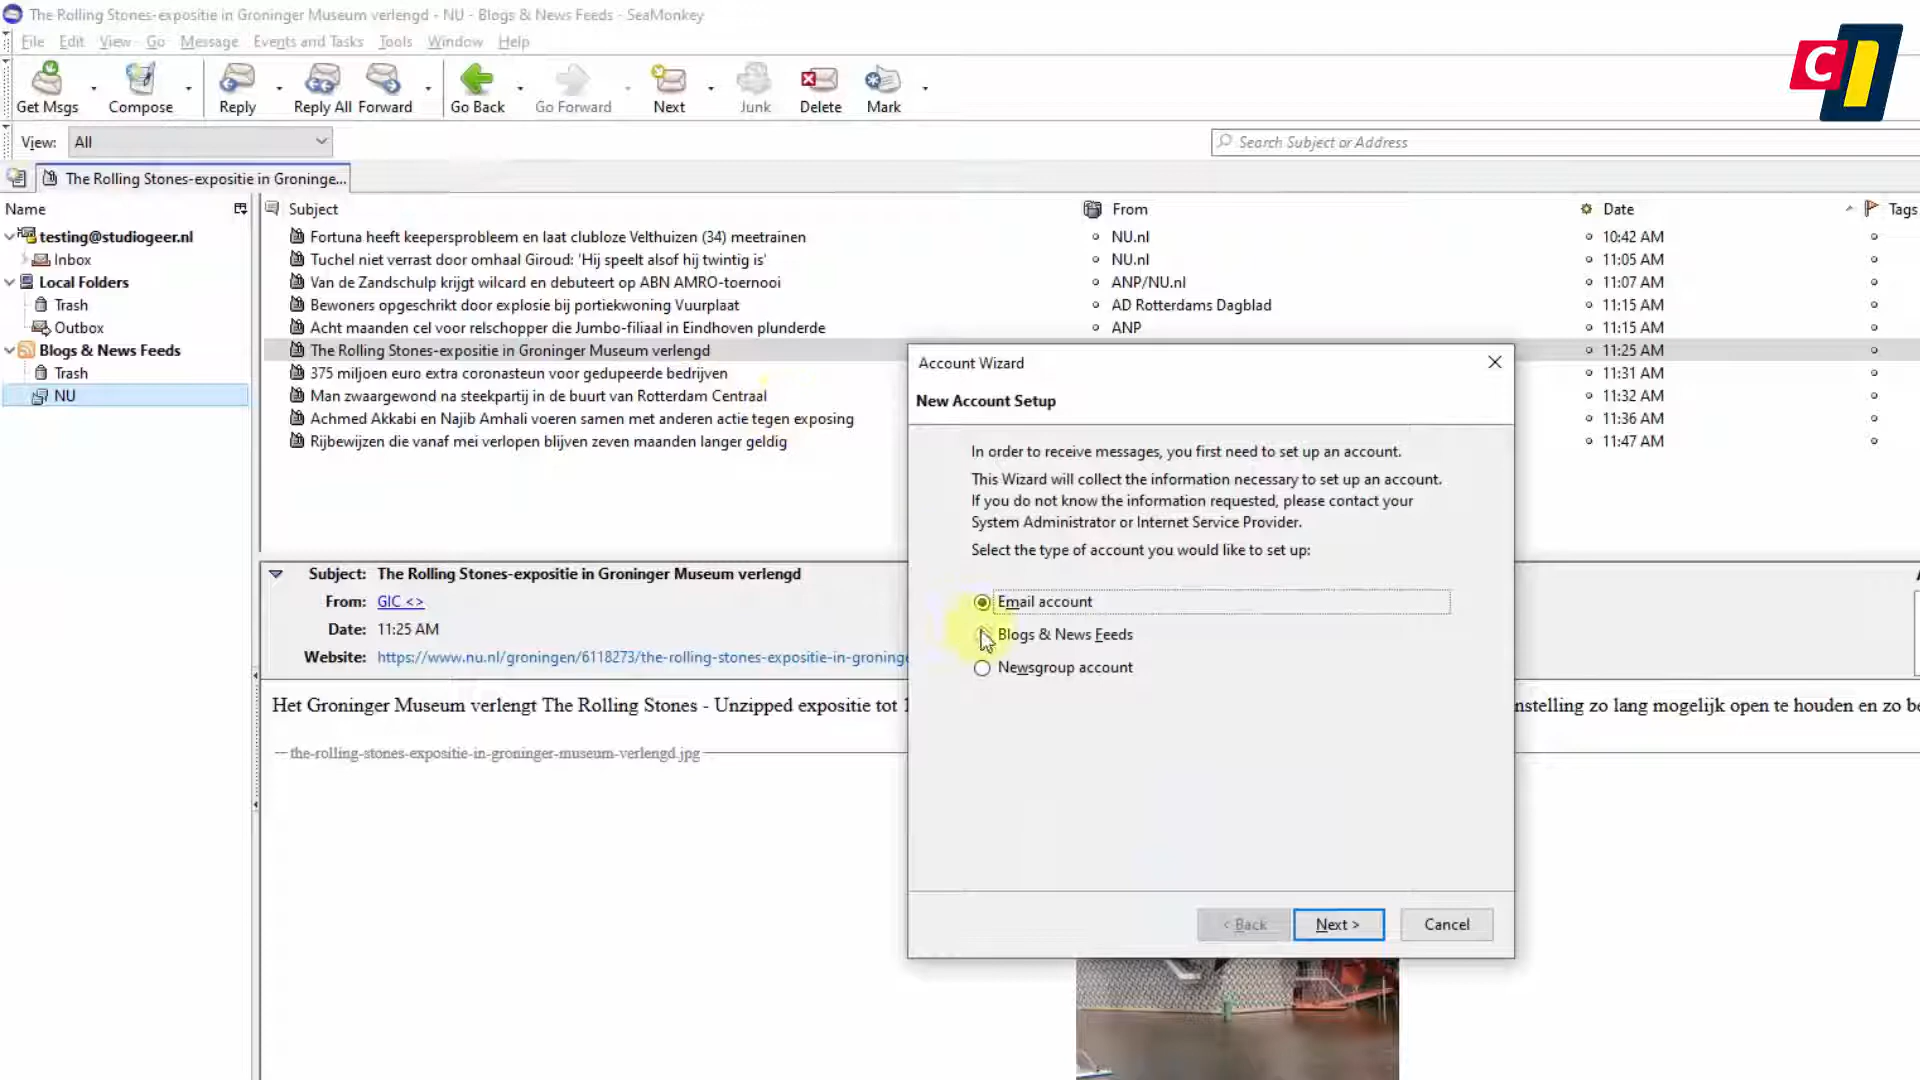 The Rolling Stones-expositie in Groninger Museum verlengd - NU - Blogs & News Feeds - SeaMonkey
File Edit View Go Message Events and Tasks Tools Window Help
Get Msgs Compose Reply Reply All Forward Go Back Go Forward Next Junk Delete Mark
CI
View: All Search Subject or Address
The Rolling Stones-expositie in Groninge...
Name Subject From Date Tags
testing@studiogeer.nl
Inbox
Local Folders
Trash
Outbox
Blogs & News Feeds
Trash
NU
Fortuna heeft keepersprobleem en laat clubloze Velthuizen (34) meetrainen NU.nl 10:42 AM
Tuchel niet verrast door omhaal Giroud: 'Hij speelt alsof hij twintig is' NU.nl 11:05 AM
Van de Zandschulp krijgt wilcard en debuteert op ABN AMRO-toernooi ANP/NU.nl 11:07 AM
Bewoners opgeschrikt door explosie bij portiekwoning Vuurplaat AD Rotterdams Dagblad 11:15 AM
Acht maanden cel voor relschopper die Jumbo-filiaal in Eindhoven plunderde ANP 11:15 AM
The Rolling Stones-expositie in Groninger Museum verlengd 11:25 AM
375 miljoen euro extra coronasteun voor gedupeerde bedrijven 11:31 AM
Man zwaargewond na steekpartij in de buurt van Rotterdam Centraal 11:32 AM
Achmed Akkabi en Najib Amhali voeren samen met anderen actie tegen exposing 11:36 AM
Rijbewijzen die vanaf mei verlopen blijven zeven maanden langer geldig 11:47 AM
Subject: The Rolling Stones-expositie in Groninger Museum verlengd
From: GIC <>
Date: 11:25 AM
Website: https://www.nu.nl/groningen/6118273/the-rolling-stones-expositie-in-groninge
Het Groninger Museum verlengt The Rolling Stones - Unzipped expositie tot nstelling zo lang mogelijk open te houden en zo be
the-rolling-stones-expositie-in-groninger-museum-verlengd.jpg
Account Wizard
New Account Setup
In order to receive messages, you first need to set up an account.
This Wizard will collect the information necessary to set up an account.
If you do not know the information requested, please contact your
System Administrator or Internet Service Provider.
Select the type of account you would like to set up:
Email account
Blogs & News Feeds
Newsgroup account
< Back Next > Cancel